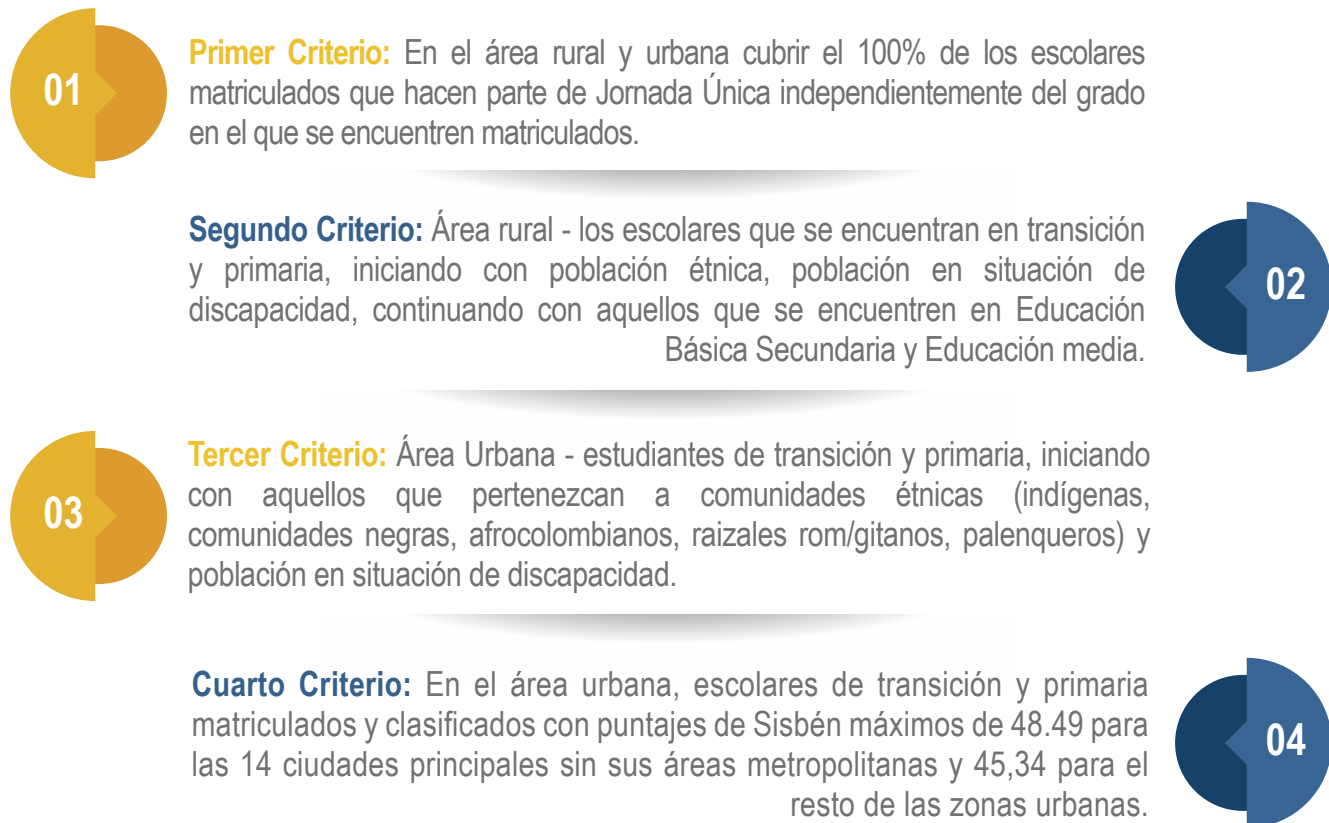 01
Primer Criterio: En el área rural y urbana cubrir el 100% de los escolares
matriculados que hacen parte de Jornada Única independientemente del grado
en el que se encuentren matriculados.
Segundo Criterio: Área rural - los escolares que se encuentran en transición
y primaria, iniciando con población étnica, población en situación de
discapacidad, continuando con aquellos que se encuentren en Educación
Básica Secundaria y Educación media.
02
03
Tercer Criterio: Área Urbana - estudiantes de transición y primaria, iniciando
con aquellos que pertenezcan a comunidades étnicas (indígenas,
comunidades negras, afrocolombianos, raizales rom/gitanos, palenqueros) y
población en situación de discapacidad.
Cuarto Criterio: En el área urbana, escolares de transición y primaria
matriculados y clasificados con puntajes de Sisbén máximos de 48.49 para
las 14 ciudades principales sin sus áreas metropolitanas y 45,34 para el
resto de las zonas urbanas.
04